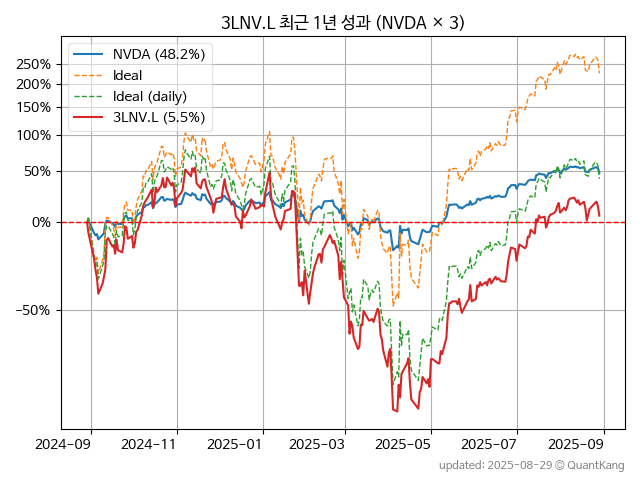 3LNV.L 최근 1년 성과 (NVDA × 3)
NVDA (48.2%)
Ideal
Ideal (daily)
3LNV.L (5.5%)
250%
200%
150%
100%
50%
0%
−50%
2024-09 2024-11 2025-01 2025-03 2025-05 2025-07 2025-09
updated: 2025-08-29 © QuantKang